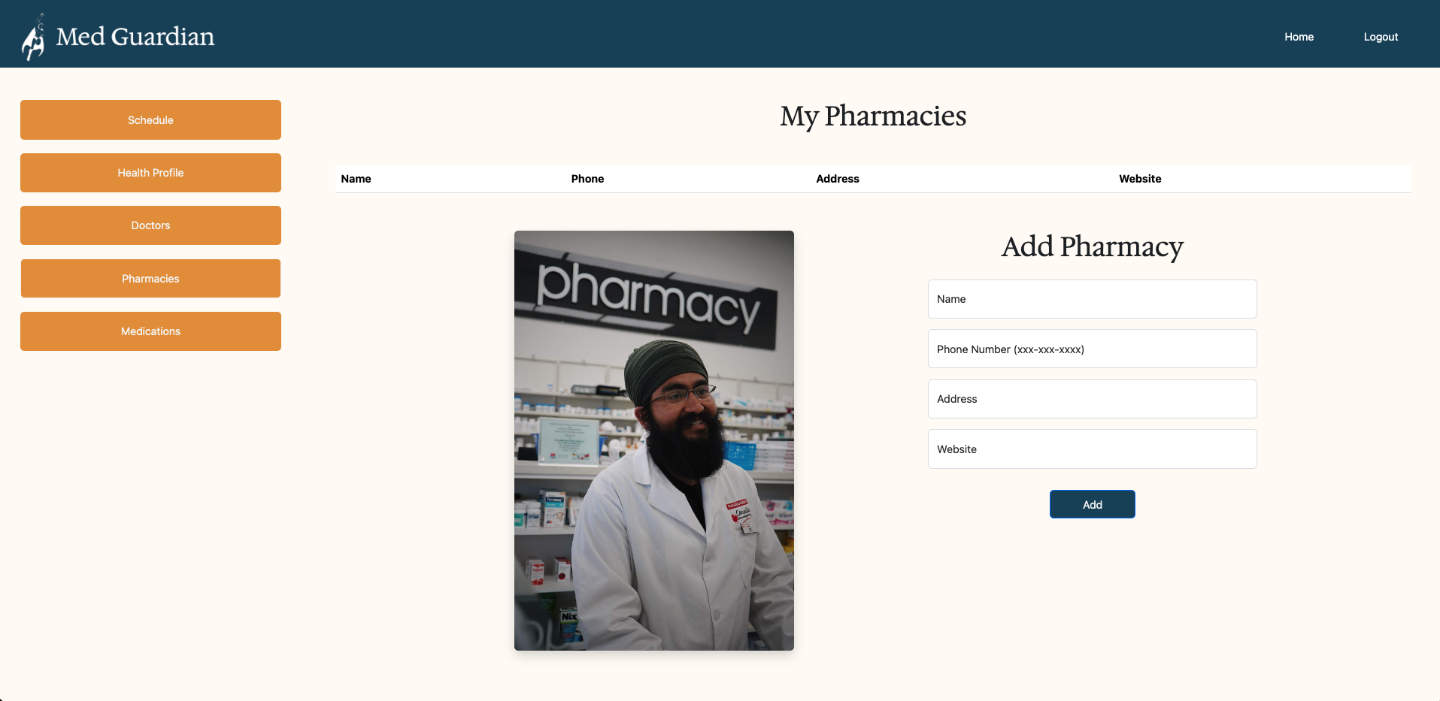 Med Guardian
Home
Logout
Schedule
Health Profile
Doctors
Pharmacies
Medications
My Pharmacies
Name Phone Address Website
pharmacy
Add Pharmacy
Name
Phone Number (xxx-xxx-xxxx)
Address
Website
Add